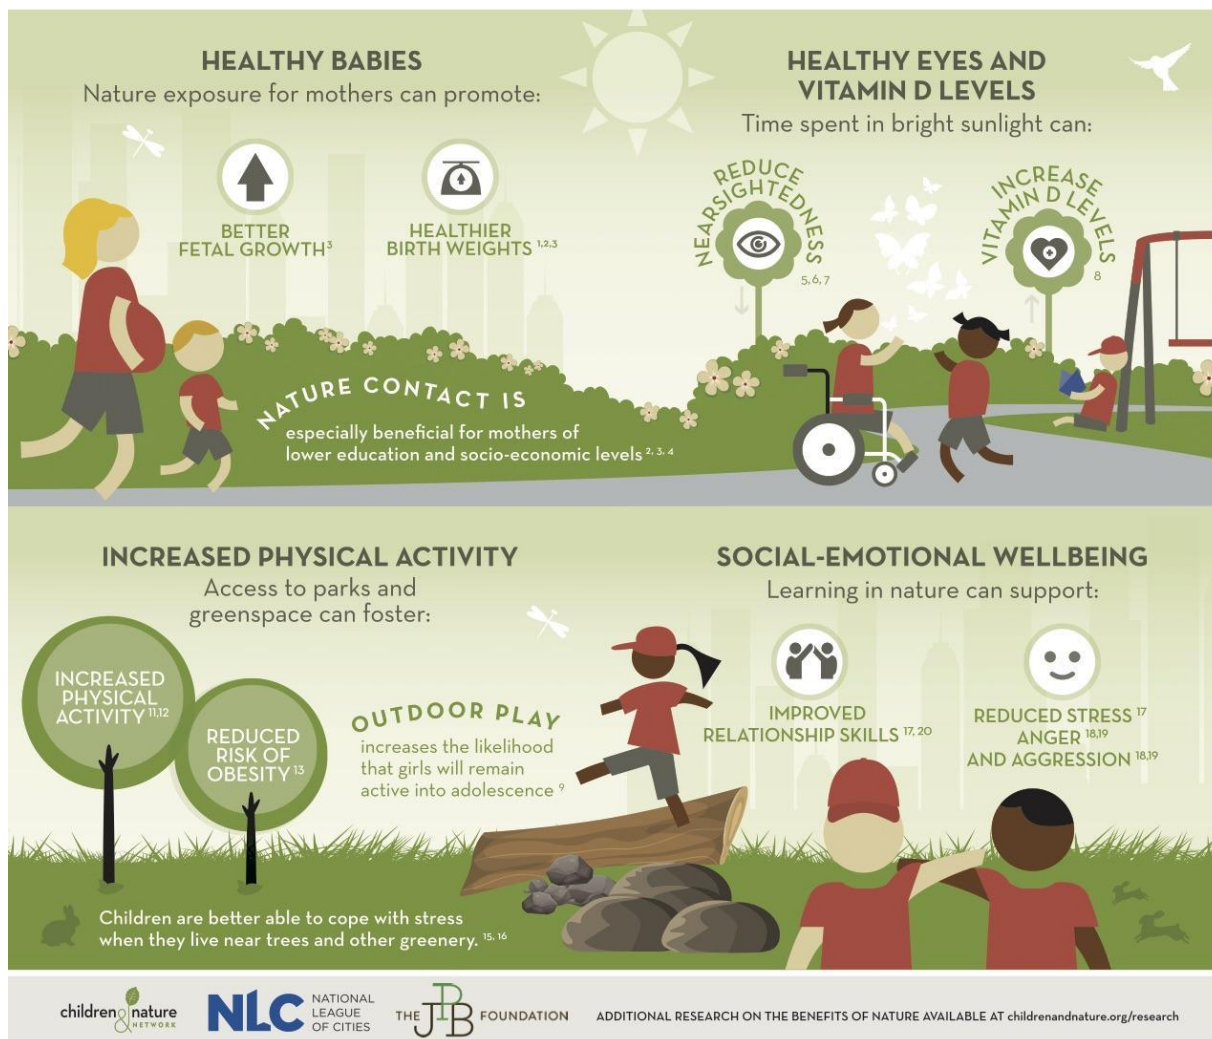 HEALTHY BABIES
Nature exposure for mothers can promote:
BETTER
FETAL GROWTH 3
HEALTHIER
BIRTH WEIGHTS 1,2,3
NATURE CONTACT IS
especially beneficial for mothers of
lower education and socio-economic levels 2, 3, 4
HEALTHY EYES AND
VITAMIN D LEVELS
Time spent in bright sunlight can:
REDUCE
NEARSIGHTEDNESS
5, 6, 7
INCREASE
VITAMIN D LEVELS
8
INCREASED PHYSICAL ACTIVITY
Access to parks and
greenspace can foster:
INCREASED
PHYSICAL
ACTIVITY 11,12
REDUCED
RISK OF
OBESITY 13
OUTDOOR PLAY
increases the likelihood
that girls will remain
active into adolescence 9
Children are better able to cope with stress
when they live near trees and other greenery. 15, 16
SOCIAL-EMOTIONAL WELLBEING
Learning in nature can support:
IMPROVED
RELATIONSHIP SKILLS 17, 20
REDUCED STRESS 17
ANGER 18,19
AND AGGRESSION 18,19
children & nature
NETWORK
NLC
NATIONAL
LEAGUE
OF CITIES
THE JPB FOUNDATION
ADDITIONAL RESEARCH ON THE BENEFITS OF NATURE AVAILABLE AT childrenandnature.org/research